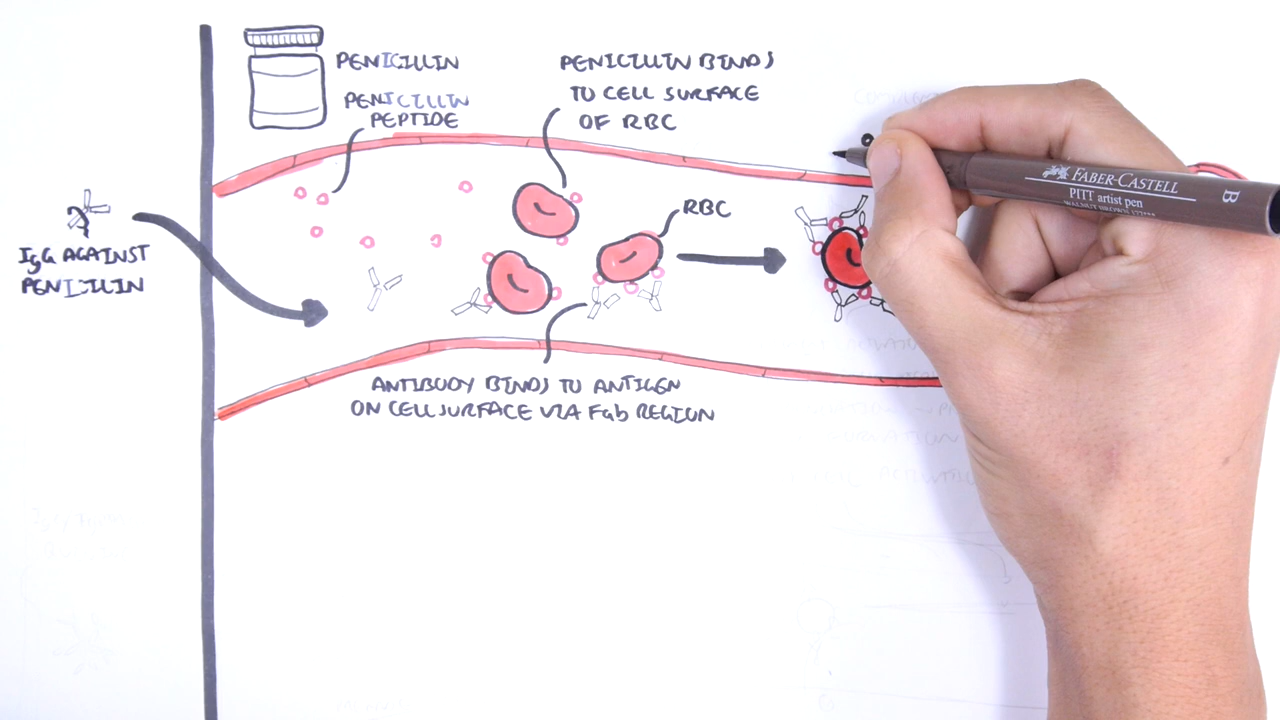 PENICILLIN
PENICILLIN
PEPTIDE
PENICILLIN BINDS
TO CELL SURFACE
OF RBC
RBC
IgG AGAINST
PENICILLIN
ANTIBODY BINDS TO ANTIGEN
ON CELL SURFACE VIA Fab REGION
FABER-CASTELL
PITT artist pen
B